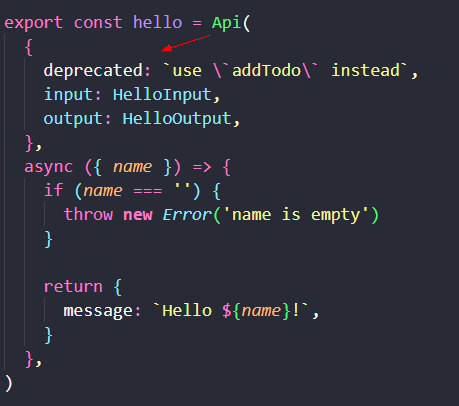 export const hello = Api(
  {
    deprecated: `use \`addTodo\` instead`,
    input: HelloInput,
    output: HelloOutput,
  },
  async ({ name }) => {
    if (name === '') {
      throw new Error('name is empty')
    }

    return {
      message: `Hello ${name}!`,
    }
  },
)